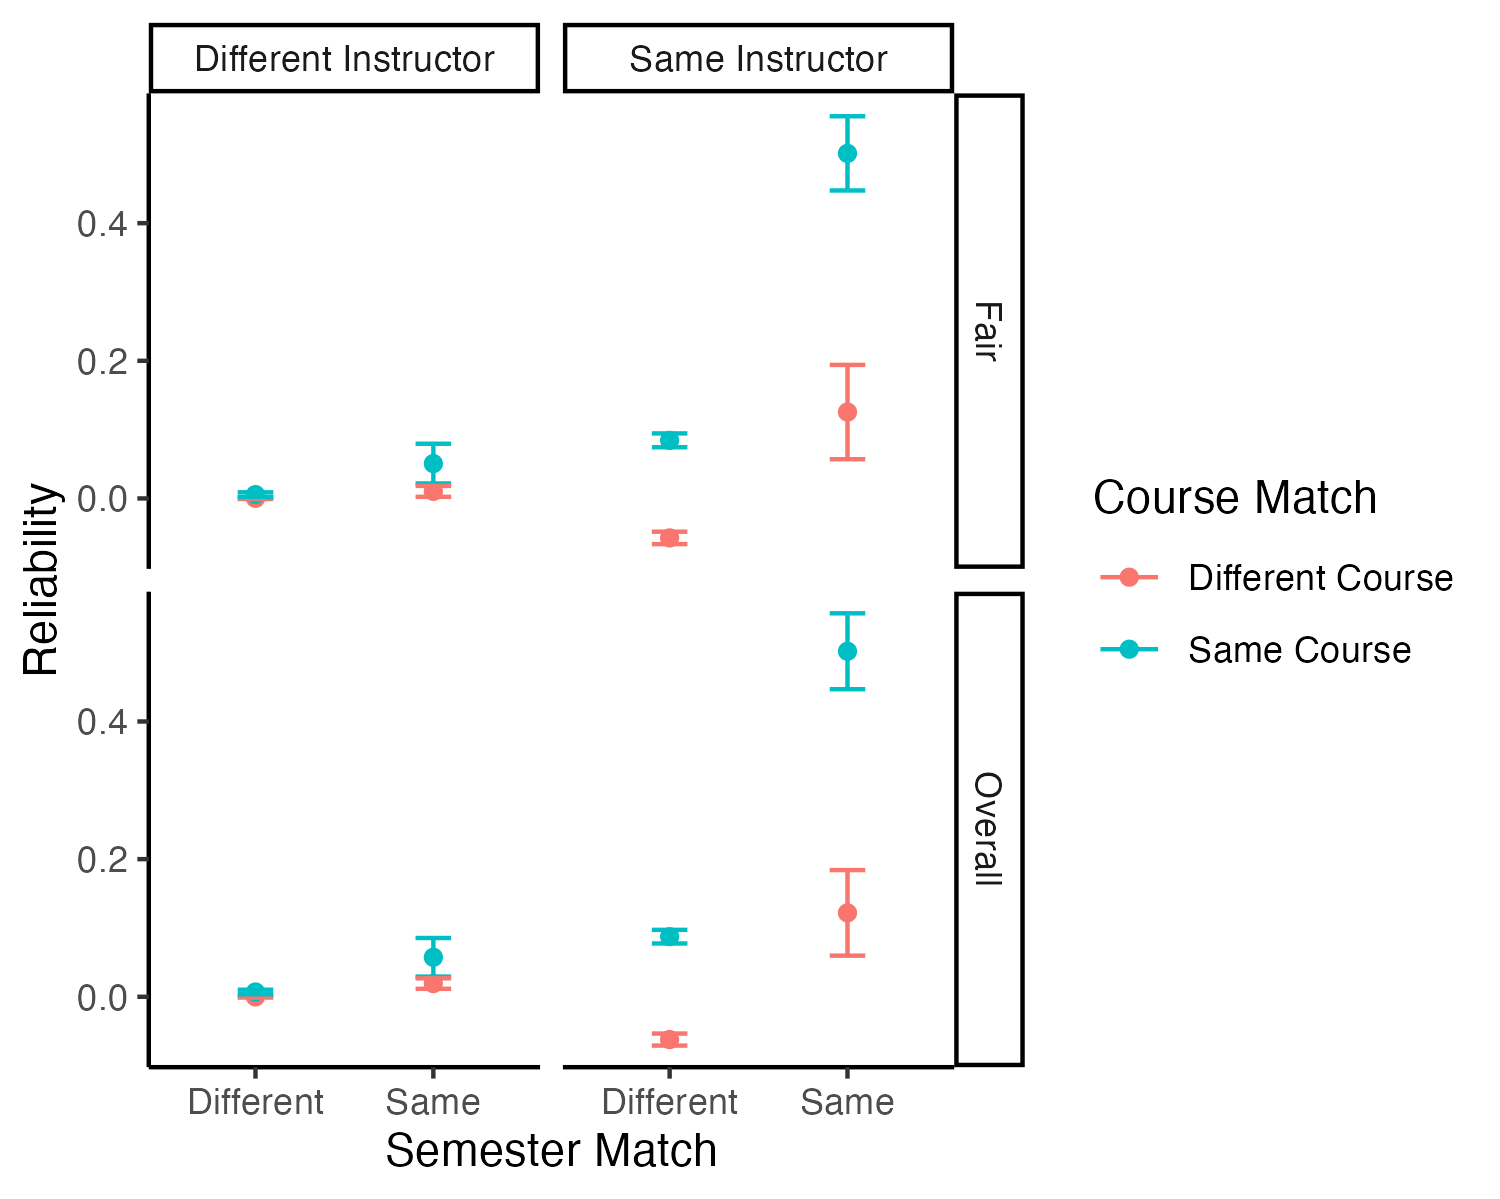 Different Instructor
Same Instructor
Fair
0.4
0.2
0.0
Overall
0.4
0.2
0.0
Reliability
Different
Same
Different
Same
Semester Match
Course Match
Different Course
Same Course